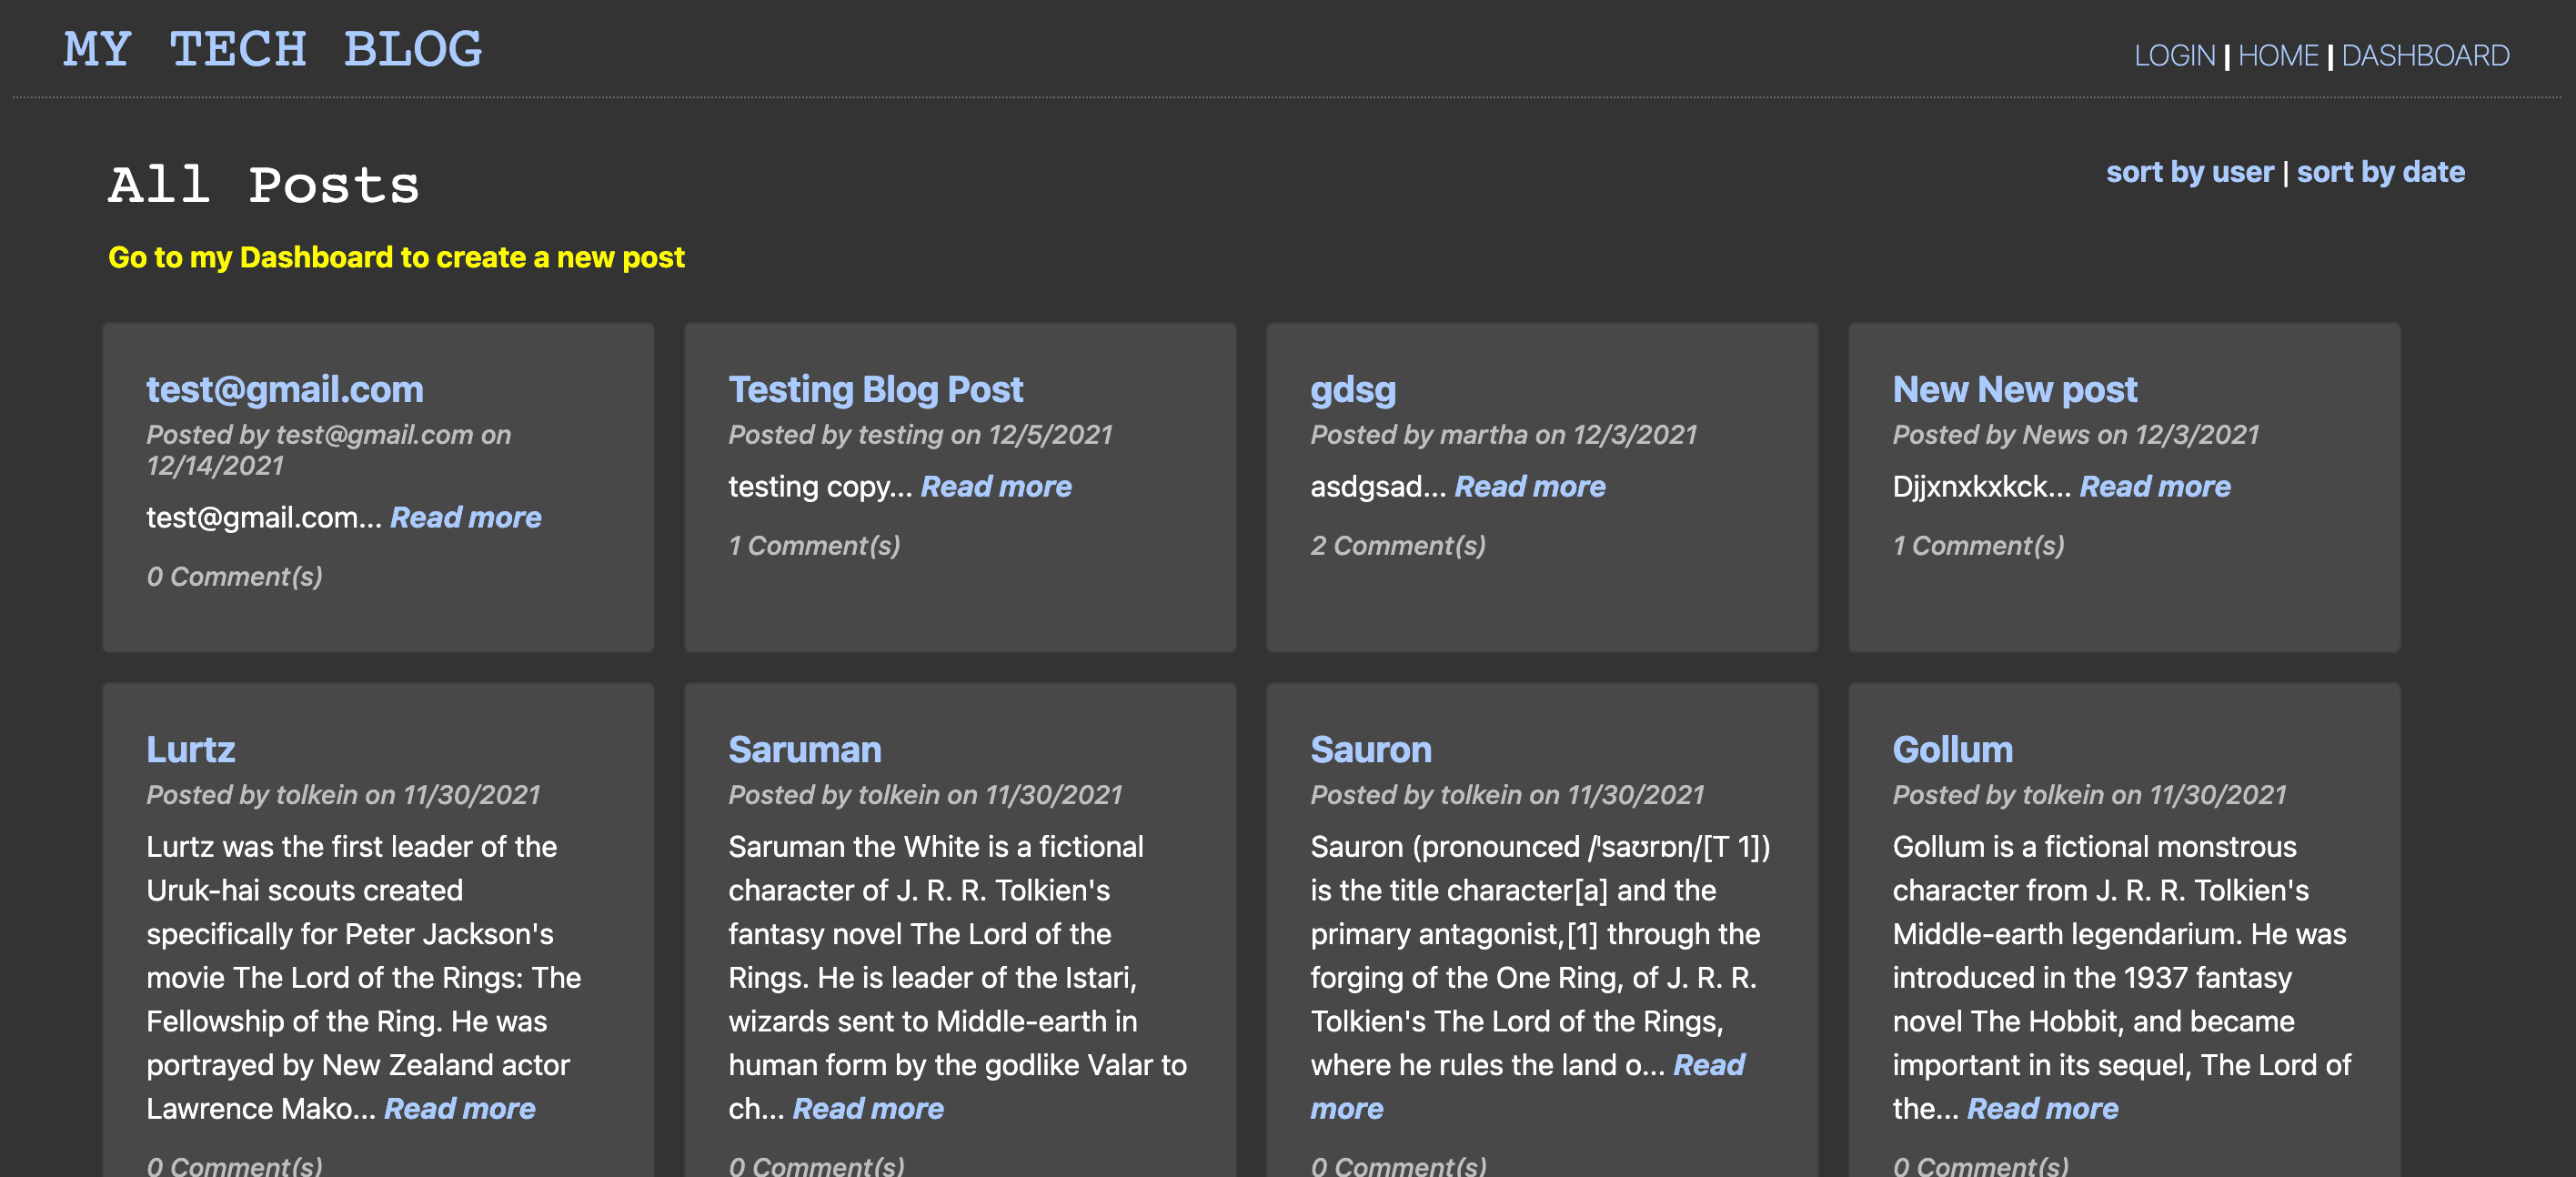 MY TECH BLOG
LOGIN | HOME | DASHBOARD
All Posts
sort by user | sort by date
Go to my Dashboard to create a new post
test@gmail.com
Posted by test@gmail.com on
12/14/2021
test@gmail.com... Read more
0 Comment(s)
Testing Blog Post
Posted by testing on 12/5/2021
testing copy... Read more
1 Comment(s)
gdsg
Posted by martha on 12/3/2021
asdgsad... Read more
2 Comment(s)
New New post
Posted by News on 12/3/2021
Djjxnxkxkck... Read more
1 Comment(s)
Lurtz
Posted by tolkein on 11/30/2021
Lurtz was the first leader of the
Uruk-hai scouts created
specifically for Peter Jackson's
movie The Lord of the Rings: The
Fellowship of the Ring. He was
portrayed by New Zealand actor
Lawrence Mako... Read more
0 Comment(s)
Saruman
Posted by tolkein on 11/30/2021
Saruman the White is a fictional
character of J. R. R. Tolkien's
fantasy novel The Lord of the
Rings. He is leader of the Istari,
wizards sent to Middle-earth in
human form by the godlike Valar to
ch... Read more
0 Comment(s)
Sauron
Posted by tolkein on 11/30/2021
Sauron (pronounced /ˈsaʊrɒn/[T 1])
is the title character[a] and the
primary antagonist,[1] through the
forging of the One Ring, of J. R. R.
Tolkien's The Lord of the Rings,
where he rules the land o... Read
more
0 Comment(s)
Gollum
Posted by tolkein on 11/30/2021
Gollum is a fictional monstrous
character from J. R. R. Tolkien's
Middle-earth legendarium. He was
introduced in the 1937 fantasy
novel The Hobbit, and became
important in its sequel, The Lord of
the... Read more
0 Comment(s)